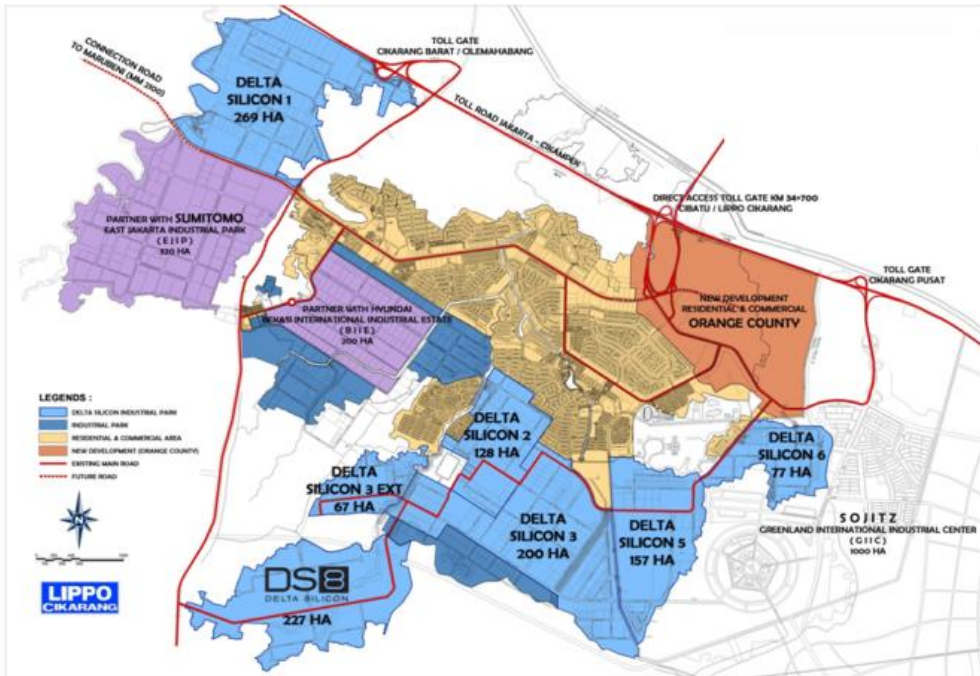 TOLL GATE
CIKARANG BARAT / CILEMAHABANG
CONNECTION ROAD
TO MARUBENI (MM 2100)
DELTA
SILICON 1
269 HA
TOLL ROAD JAKARTA - CIKAMPEK
PARTNER WITH SUMITOMO
EAST JAKARTA INDUSTRIAL PARK
( E J I P )
320 HA
DIRECT ACCESS TOLL GATE KM 34+700
CIBATU / LIPPO CIKARANG
TOLL GATE
CIKARANG PUSAT
PARTNER WITH HYUNDAI
BEKASI INTERNATIONAL INDUSTRIAL ESTATE
( B I I E )
200 HA
NEW DEVELOPMENT
RESIDENTIAL & COMMERCIAL
ORANGE COUNTY
LEGENDS :
DELTA SILICON INDUSTRIAL PARK
INDUSTRIAL PARK
RESIDENTIAL & COMMERCIAL AREA
NEW DEVELOPMENT (ORANGE COUNTY)
EXISTING MAIN ROAD
FUTURE ROAD
DELTA
SILICON 2
128 HA
DELTA
SILICON 6
77 HA
DELTA
SILICON 3 EXT
67 HA
DELTA
SILICON 3
200 HA
DELTA
SILICON 5
157 HA
S O J I T Z
GREENLAND INTERNATIONAL INDUSTRIAL CENTER
( G I I C )
1000 HA
N
DS8
DELTA SILICON
227 HA
LIPPO
CIKARANG